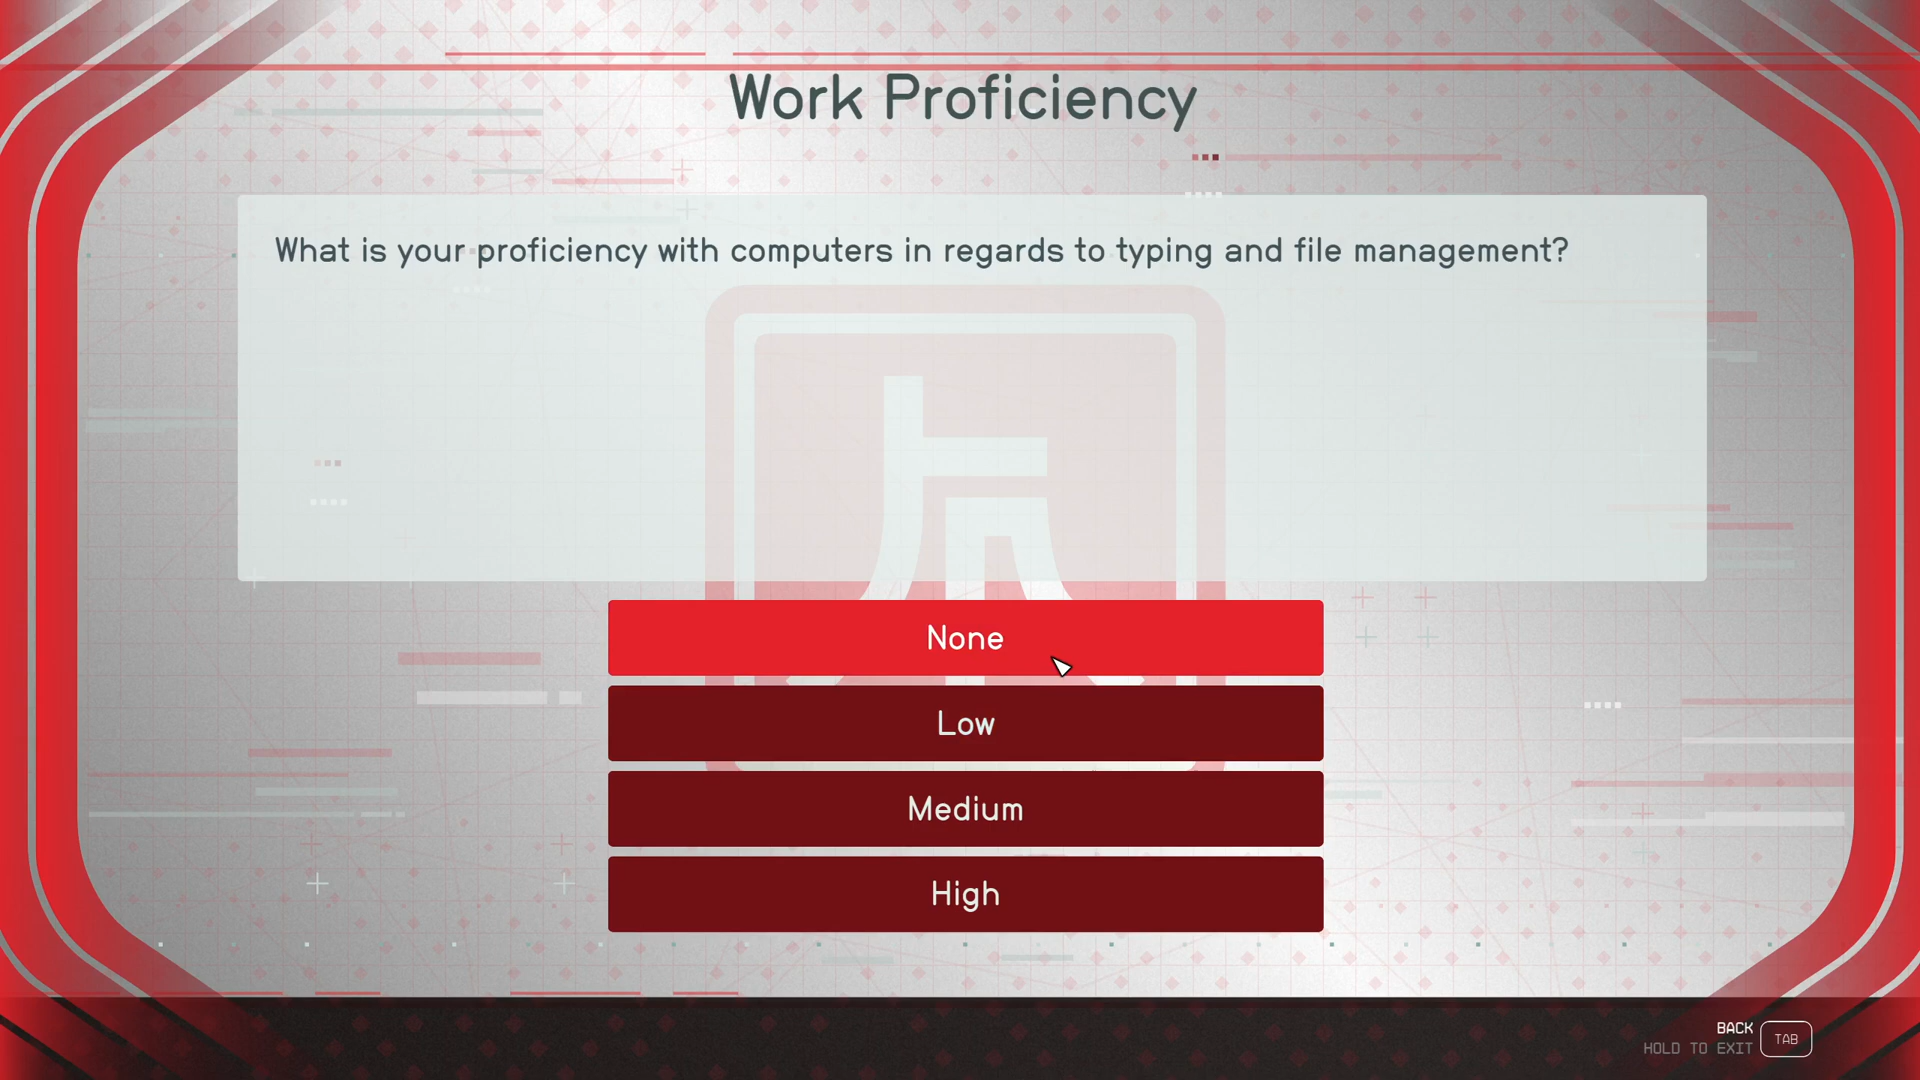 Work Proficiency
What is your proficiency with computers in regards to typing and file management?
None
Low
Medium
High
BACK
HOLD TO EXIT
TAB